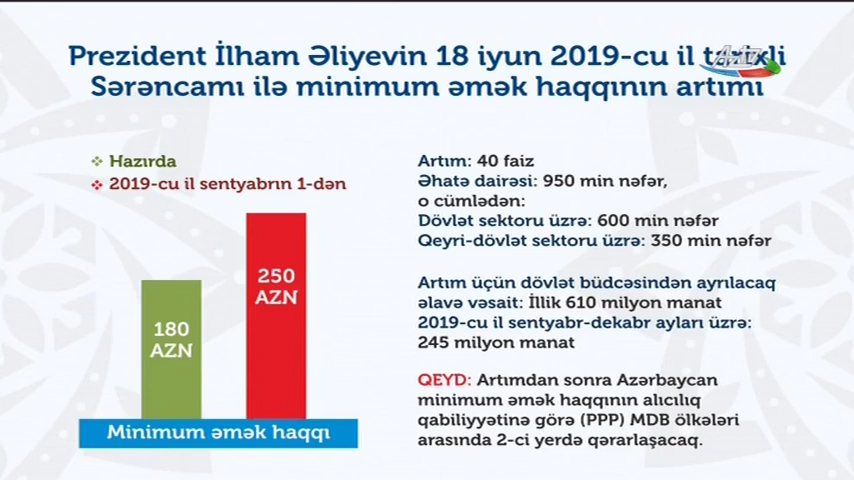 Prezident İlham Əliyevin 18 iyun 2019-cu il tarixli
Sərəncamı ilə minimum əmək haqqının artımı
Hazırda
2019-cu il sentyabrın 1-dən
250
AZN
180
AZN
Minimum əmək haqqı
Artım: 40 faiz
Əhatə dairəsi: 950 min nəfər,
o cümlədən:
Dövlət sektoru üzrə: 600 min nəfər
Qeyri-dövlət sektoru üzrə: 350 min nəfər
Artım üçün dövlət büdcəsindən ayrılacaq
əlavə vəsait: İllik 610 milyon manat
2019-cu il sentyabr-dekabr ayları üzrə:
245 milyon manat
QEYD: Artımdan sonra Azərbaycan
minimum əmək haqqının alıcılıq
qabiliyyətinə görə (PPP) MDB ölkələri
arasında 2-ci yerdə qərarlaşacaq.